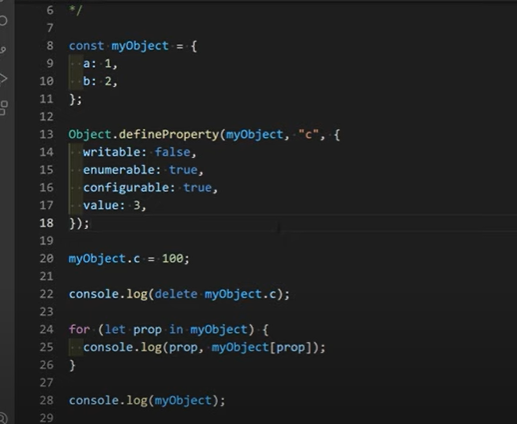 6 */
7
8 const myObject = {
9 a: 1,
10 b: 2,
11 };
12
13 Object.defineProperty(myObject, "c", {
14 writable: false,
15 enumerable: true,
16 configurable: true,
17 value: 3,
18 });
19
20 myObject.c = 100;
21
22 console.log(delete myObject.c);
23
24 for (let prop in myObject) {
25 console.log(prop, myObject[prop]);
26 }
27
28 console.log(myObject);
29